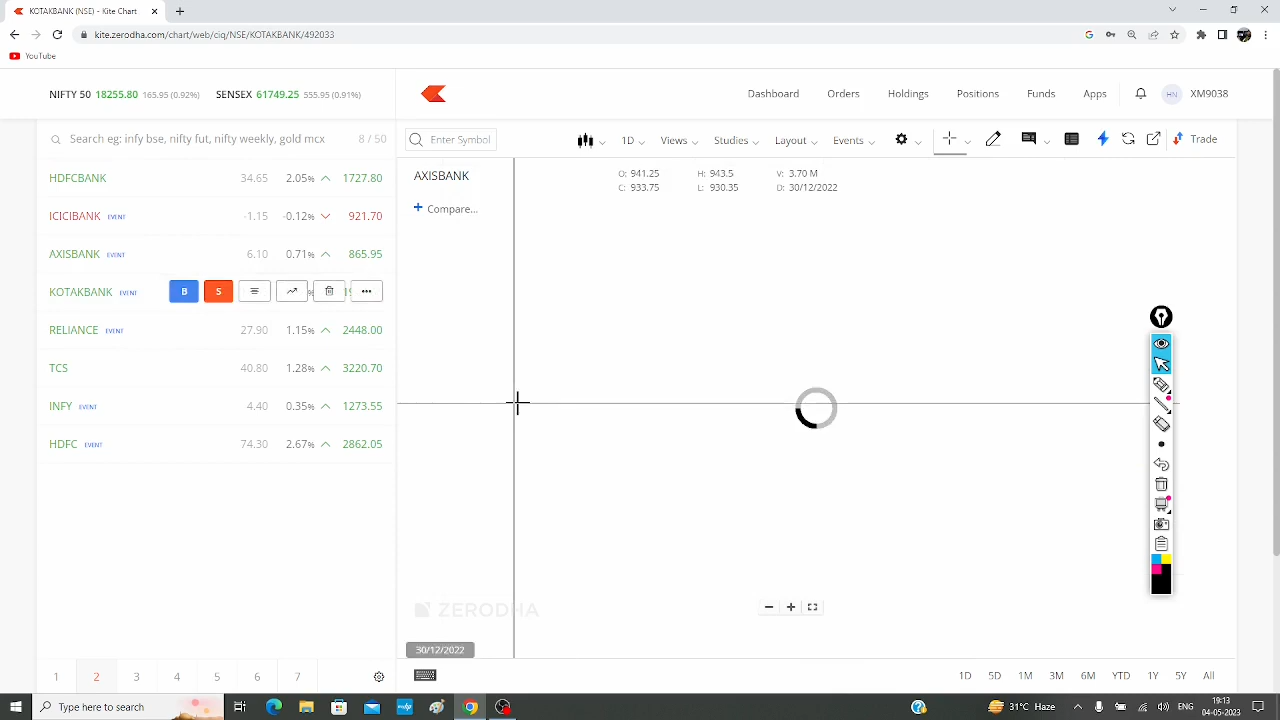 KOTAKBANK (NSE) - Kite Chart
kite.zerodha.com/chart/web/ciq/NSE/KOTAKBANK/492033
YouTube
NIFTY 50 18255.80 165.95 (0.92%) SENSEX 61749.25 555.95 (0.91%)
Dashboard Orders Holdings Positions Funds Apps HN XM9038
Search eg: infy bse, nifty fut, nifty weekly, gold mcx 8 / 50
Enter Symbol 1D Views Studies Layout Events Trade
HDFCBANK 34.65 2.05% 1727.80
ICICIBANK EVENT -1.15 -0.12% 921.70
AXISBANK EVENT 6.10 0.71% 865.95
KOTAKBANK EVENT B S
RELIANCE EVENT 27.90 1.15% 2448.00
TCS 40.80 1.28% 3220.70
INFY EVENT 4.40 0.35% 1273.55
HDFC EVENT 74.30 2.67% 2862.05
AXISBANK
O: 941.25 H: 943.5 V: 3.70 M
C: 933.75 L: 930.35 D: 30/12/2022
Compare...
ZERODHA
30/12/2022
1 2 3 4 5 6 7
1D 5D 1M 3M 6M YTD 1Y 5Y All
Type here to search
31°C Haze
19:13